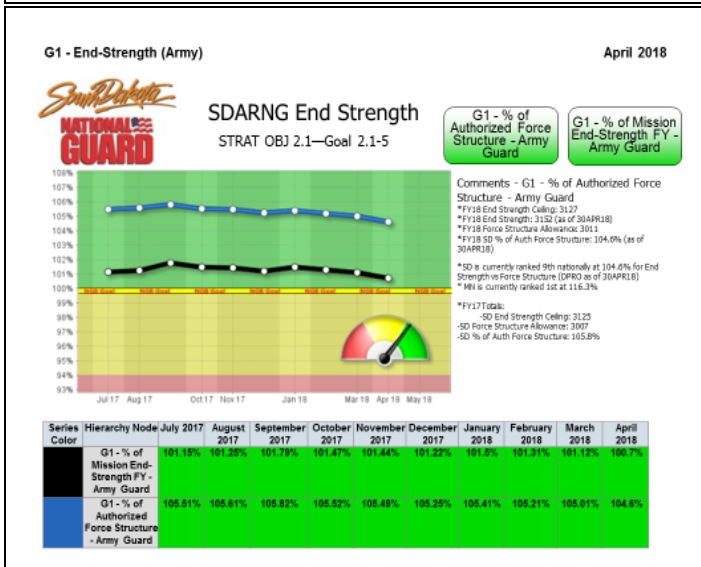 G1 - End-Strength (Army)
April 2018
South Dakota
NATIONAL
GUARD
SDARNG End Strength
STRAT OBJ 2.1—Goal 2.1-5
G1 - % of
Authorized Force
Structure - Army
Guard
G1 - % of Mission
End-Strength FY -
Army Guard
108%
107%
106%
105%
104%
103%
102%
101%
100%
99%
98%
97%
96%
95%
94%
93%
NGB Goal NGB Goal NGB Goal NGB Goal NGB Goal NGB Goal
Jul 17 Aug 17 Oct 17 Nov 17 Jan 18 Mar 18 Apr 18 May 18
Comments - G1 - % of Authorized Force
Structure - Army Guard
*FY18 End Strength Ceiling: 3127
*FY18 End Strength: 3152 (as of 30APR18)
*FY18 Force Structure Allowance: 3011
*FY18 SD % of Auth Force Structure: 104.6% (as of
30APR18)
*SD is currently ranked 9th nationally at 104.6% for End
Strength vs Force Structure (DPRO as of 30APR18)
* MN is currently ranked 1st at 116.3%
*FY17Totals:
-SD End Strength Ceiling: 3125
-SD Force Structure Allowance: 3007
-SD % of Auth Force Structure: 105.8%
Series Color Hierarchy Node July 2017 August 2017 September 2017 October 2017 November 2017 December 2017 January 2018 February 2018 March 2018 April 2018
G1 - % of Mission End-Strength FY - Army Guard 101.15% 101.25% 101.79% 101.47% 101.44% 101.22% 101.5% 101.31% 101.12% 100.7%
G1 - % of Authorized Force Structure - Army Guard 105.51% 105.61% 105.82% 105.52% 105.49% 105.25% 105.41% 105.21% 105.01% 104.6%